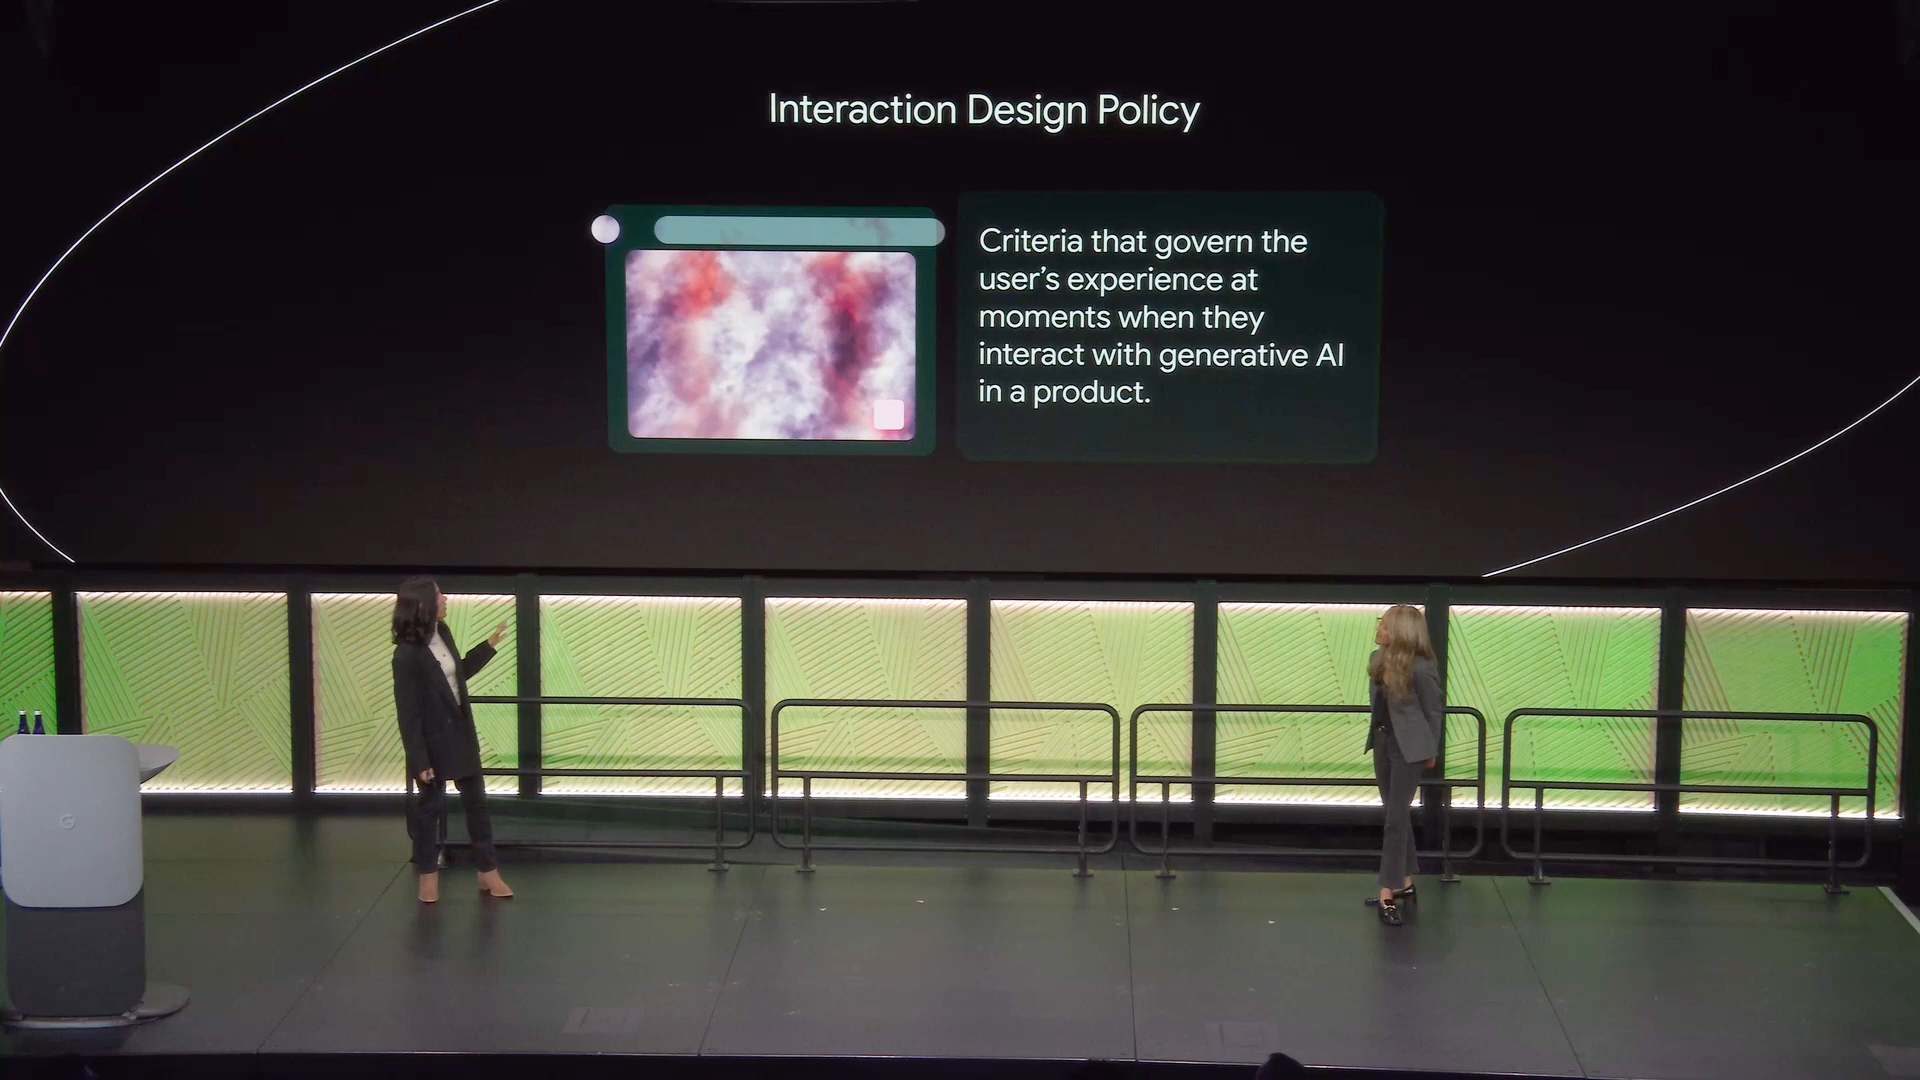 Interaction Design Policy
Criteria that govern the
user's experience at
moments when they
interact with generative AI
in a product.
G